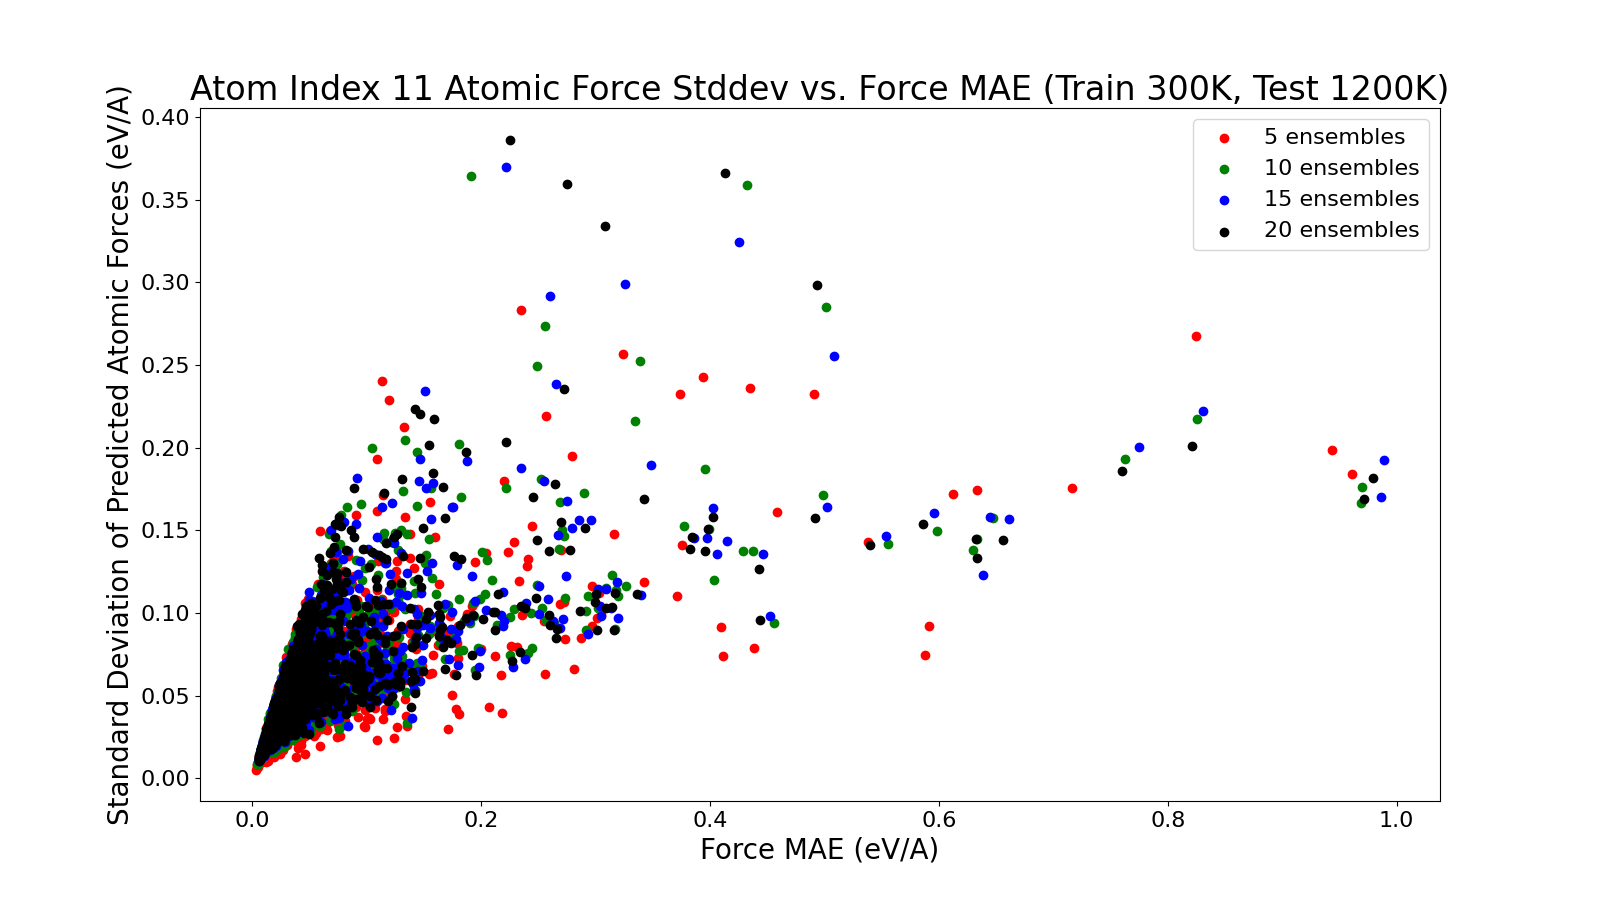 Atom Index 11 Atomic Force Stddev vs. Force MAE (Train 300K, Test 1200K)
Standard Deviation of Predicted Atomic Forces (eV/A)
0.40
0.35
0.30
0.25
0.20
0.15
0.10
0.05
0.00
5 ensembles
10 ensembles
15 ensembles
20 ensembles
0.0 0.2 0.4 0.6 0.8 1.0
Force MAE (eV/A)